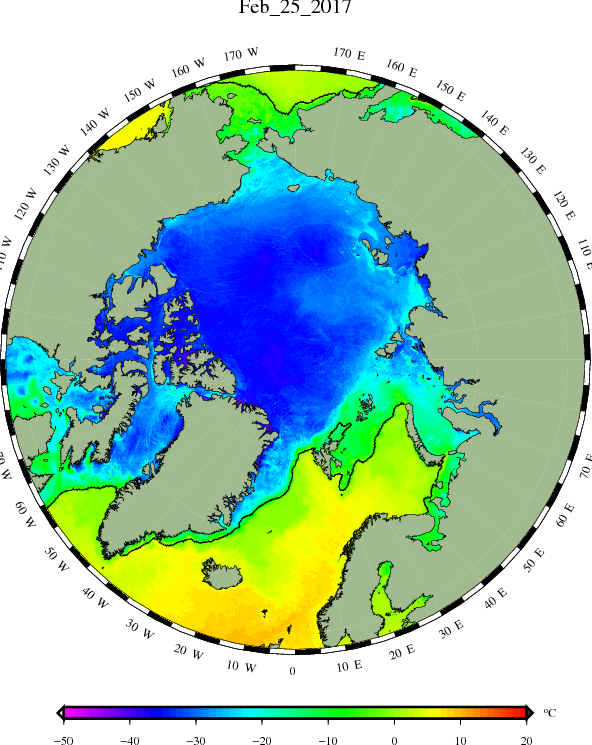 Feb_25_2017
170 W
170 E
160 W
160 E
150 W
150 E
140 W
140 E
130 W
130 E
120 W
120 E
110 E
70 E
60 W
60 E
50 W
50 E
40 W
40 E
30 W
30 E
20 W
20 E
10 W
10 E
0
°C
−50 −40 −30 −20 −10 0 10 20